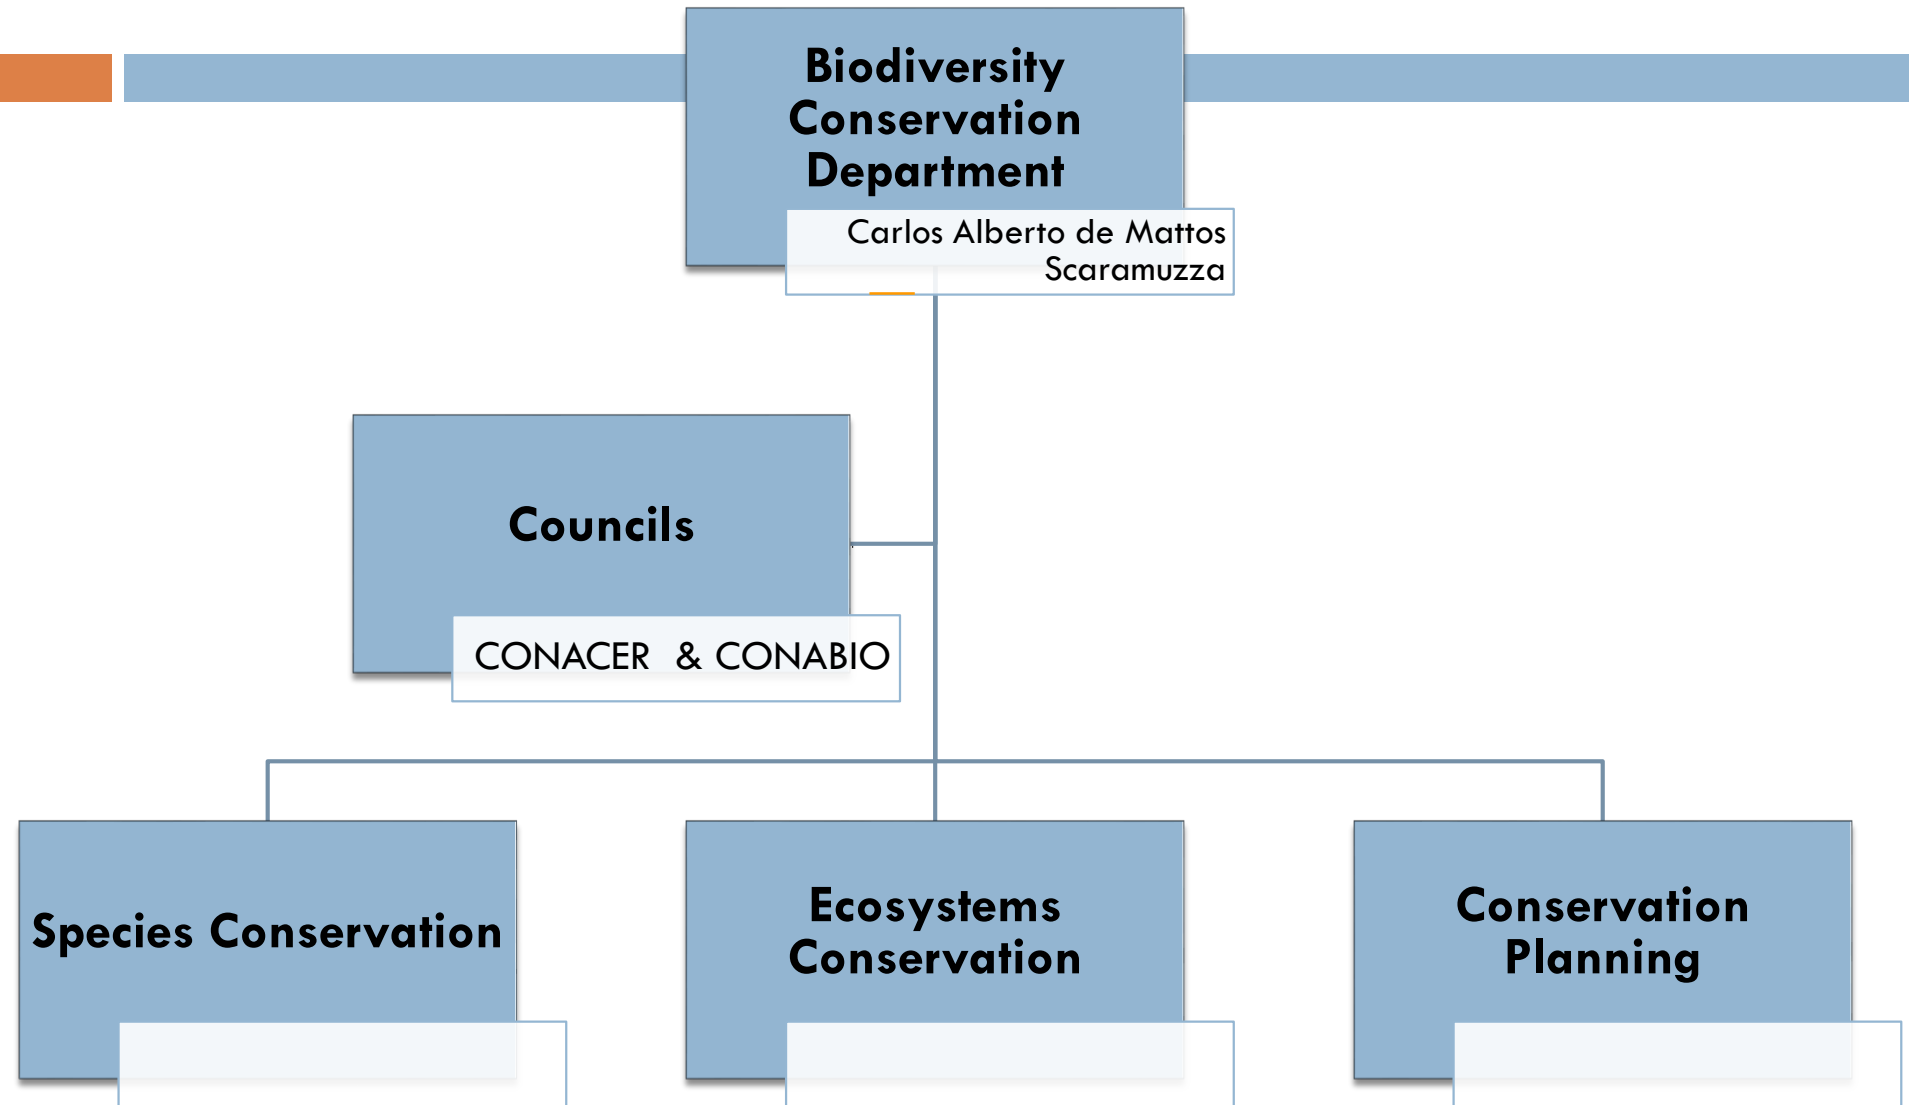 Biodiversity
Conservation
Department
Carlos Alberto de Mattos
Scaramuzza
Councils
CONACER & CONABIO
Species Conservation
Ecosystems
Conservation
Conservation
Planning